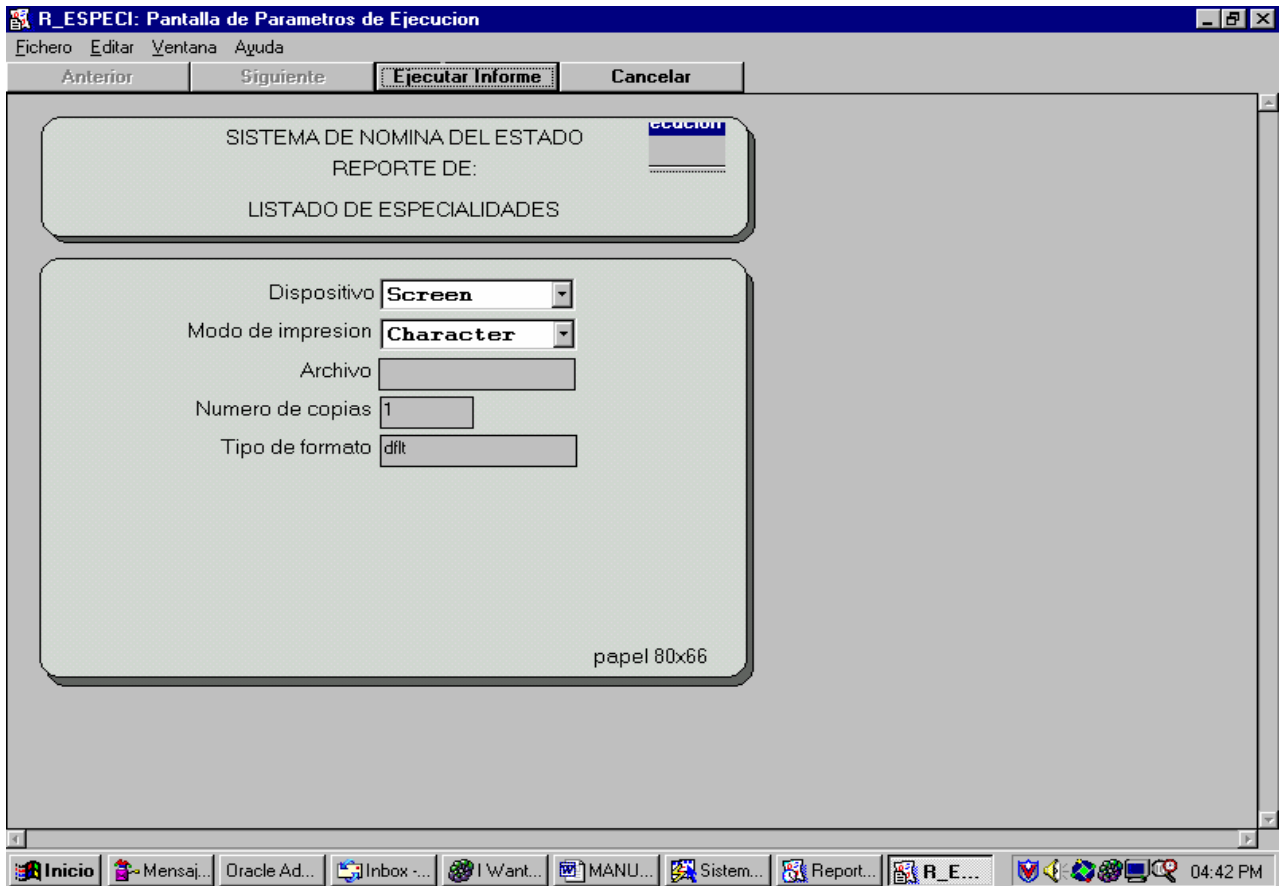 R_ESPECI: Pantalla de Parametros de Ejecucion
Fichero Editar Ventana Ayuda
Anterior Siguiente Ejecutar Informe Cancelar
SISTEMA DE NOMINA DEL ESTADO
ecucion
REPORTE DE:
LISTADO DE ESPECIALIDADES
Dispositivo Screen
Modo de impresion Character
Archivo
Numero de copias 1
Tipo de formato dflt
papel 80x66
Inicio Mensaj... Oracle Ad... Inbox -... I Want... MANU... Sistem... Report... R_E... 04:42 PM